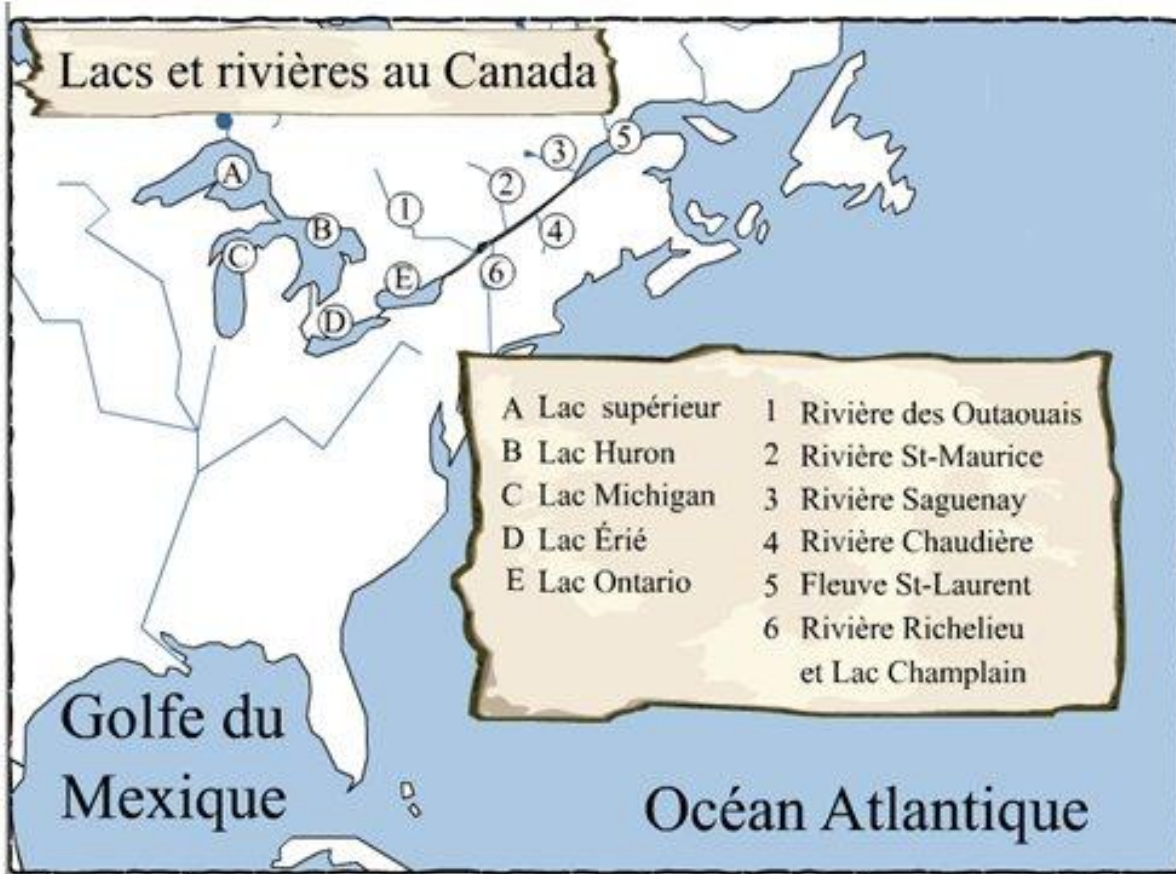 Lacs et rivières au Canada
A
B
C
D
E
1
2
3
4
5
6
A Lac supérieur
B Lac Huron
C Lac Michigan
D Lac Érié
E Lac Ontario
1 Rivière des Outaouais
2 Rivière St-Maurice
3 Rivière Saguenay
4 Rivière Chaudière
5 Fleuve St-Laurent
6 Rivière Richelieu
et Lac Champlain
Golfe du
Mexique
Océan Atlantique